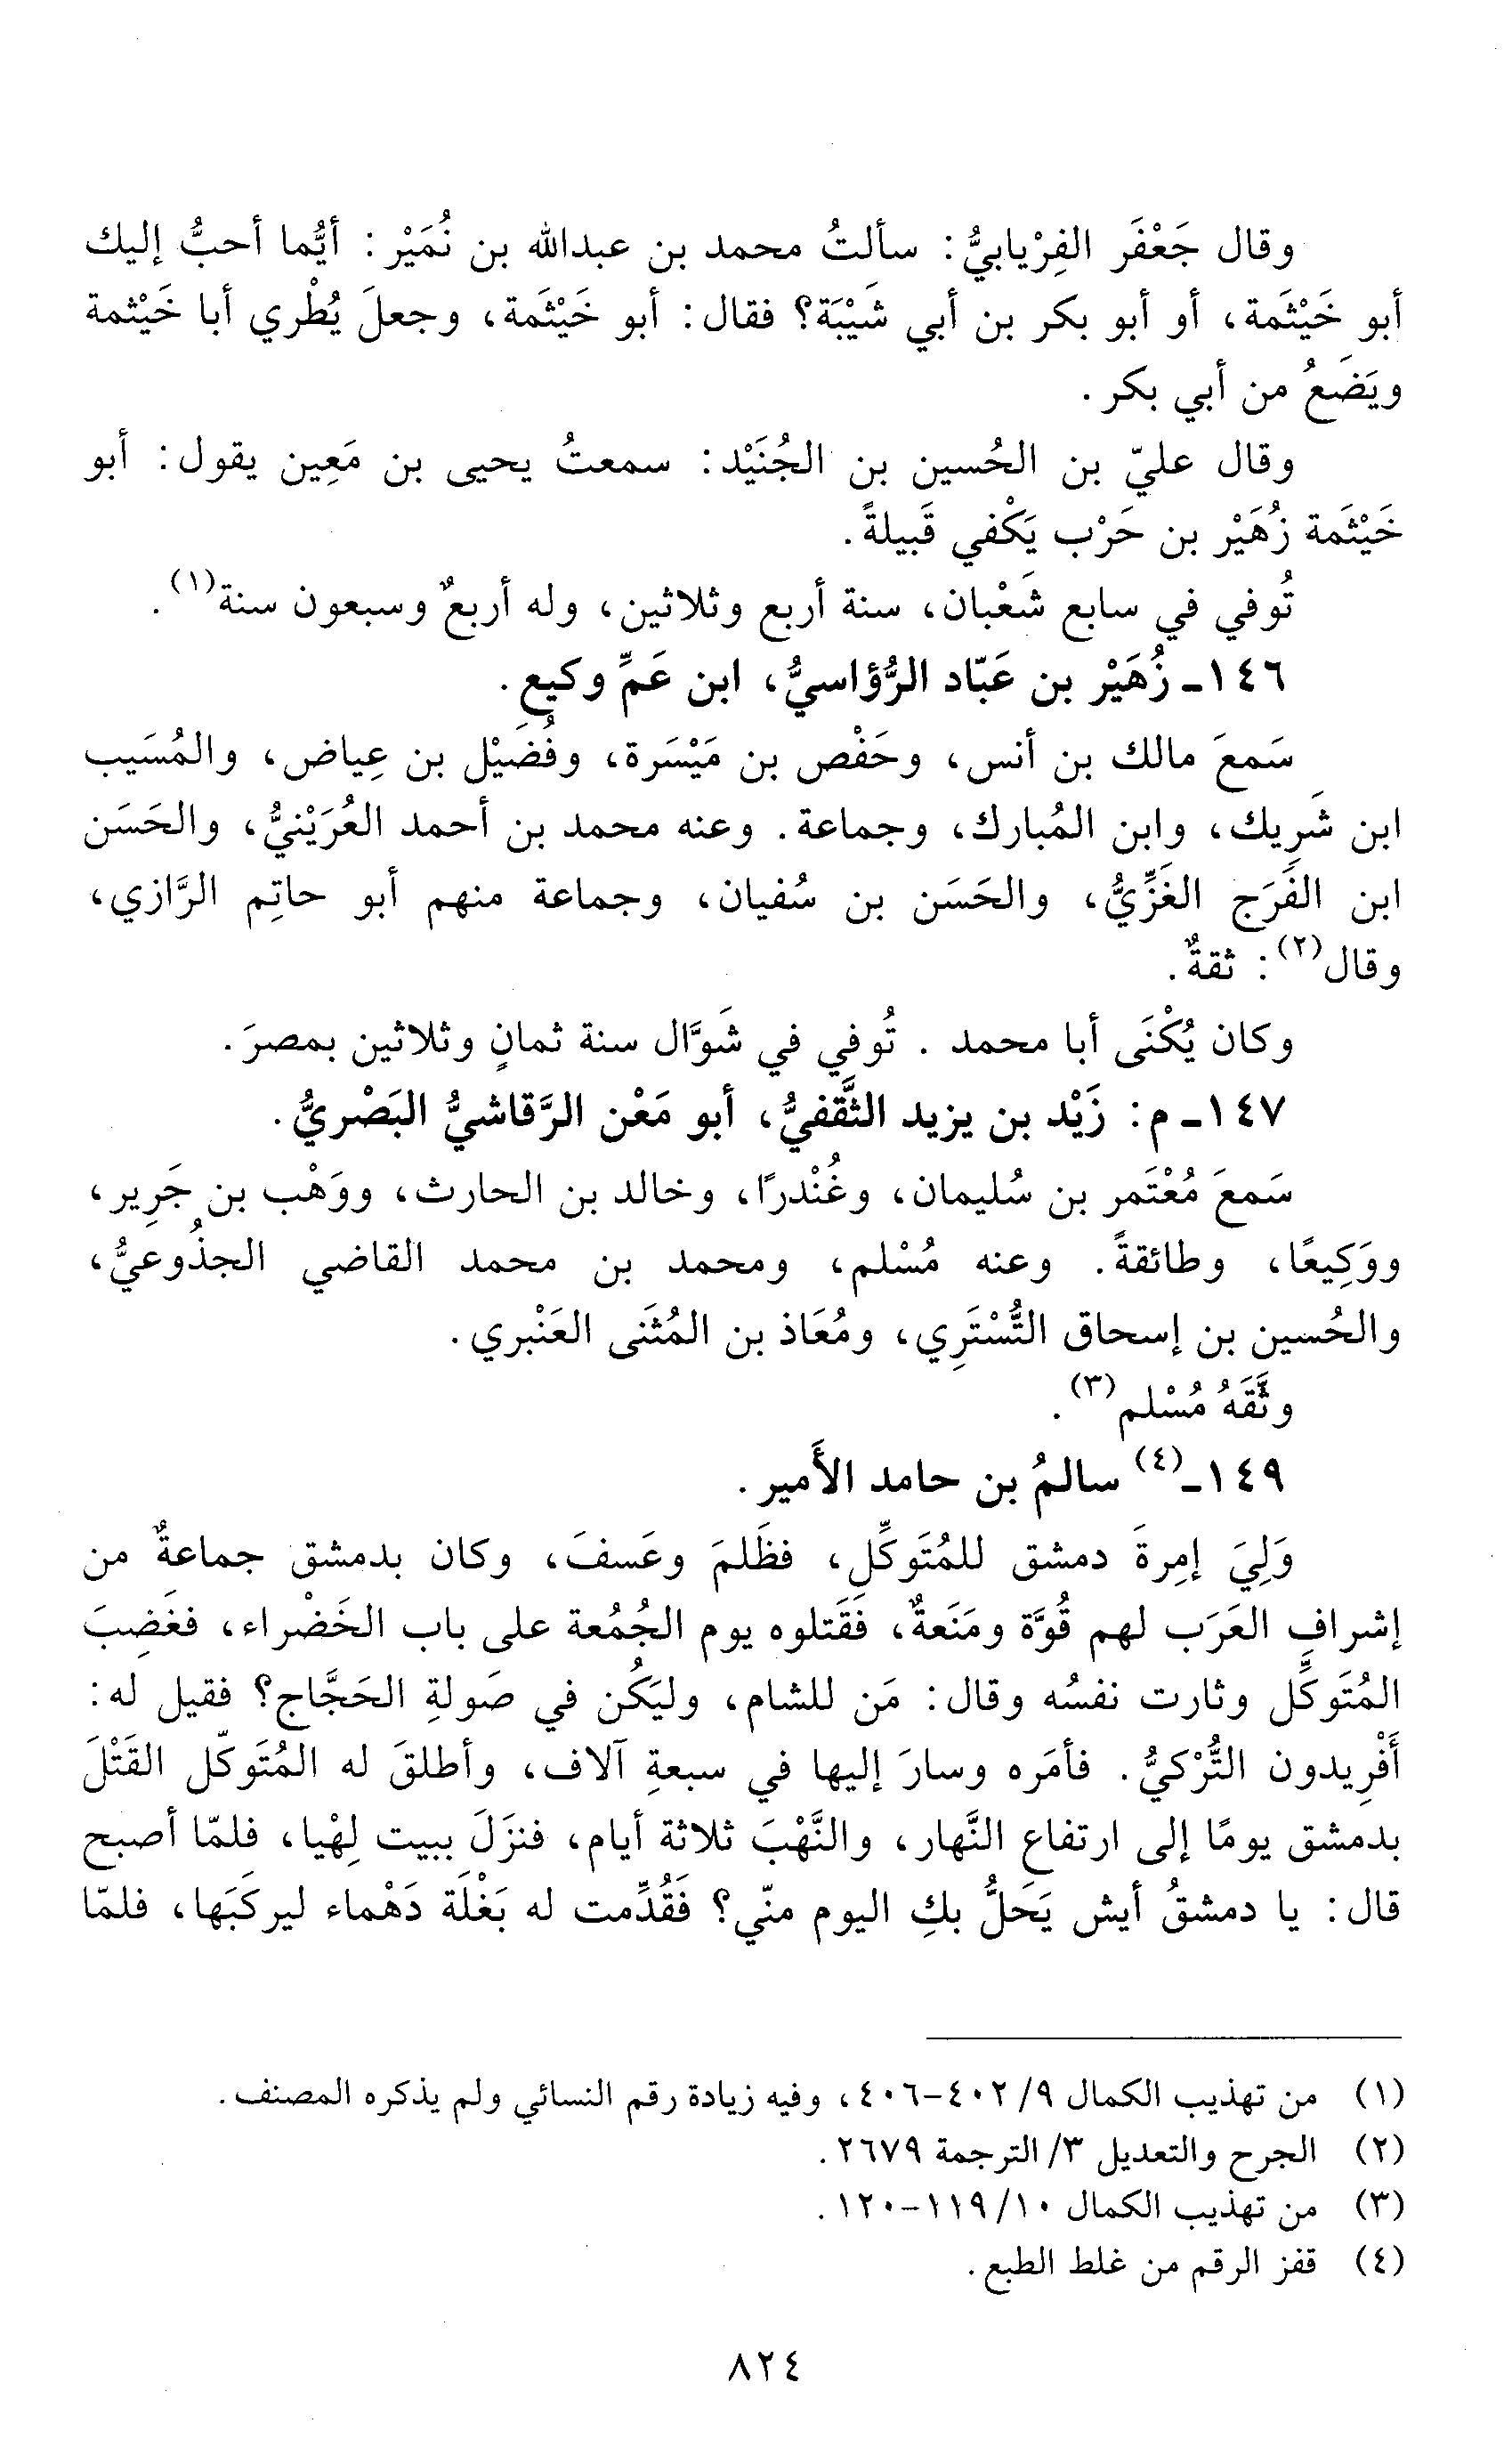 وقال جَعْفَر الفِرْيابيُّ: سألتُ محمد بن عبدالله بن نُمَيْر: أيُّما أحبُّ إليك
أبو خَيْثَمة، أو أبو بكر بن أبي شَيْبَة؟ فقال: أبو خَيْثَمة، وجعلَ يُطْري أبا خَيْثمة
ويَضَعُ من أبي بكر.
وقال عليّ بن الحُسين بن الجُنَيْد: سمعتُ يحيى بن مَعِين يقول: أبو
خَيْثَمة زُهَيْر بن حَرْب يَكْفي قَبيلةً.
تُوفي في سابع شَعْبان، سنة أربع وثلاثين، وله أربعٌ وسبعون سنة(١).
١٤٦- زُهَيْر بن عَبّاد الرُّؤاسيُّ، ابن عَمِّ وكيع.
سَمعَ مالك بن أنس، وحَفْص بن مَيْسَرة، وفُضَيْل بن عِياض، والمُسَيب
ابن شَرِيك، وابن المُبارك، وجماعة. وعنه محمد بن أحمد العُرَيْنيُّ، والحَسَن
ابن الفَرَج الغَزِّيُّ، والحَسَن بن سُفيان، وجماعة منهم أبو حاتِم الرَّازي،
وقال(٢): ثقةٌ.
وكان يُكْنَى أبا محمد. تُوفي في شَوَّال سنة ثمانٍ وثلاثين بمصرَ.
١٤٧- م: زَيْد بن يزيد الثَّقفيُّ، أبو مَعْن الرَّقاشيُّ البَصْريُّ.
سَمعَ مُعْتَمر بن سُليمان، وغُنْدرًا، وخالد بن الحارث، ووَهْب بن جَرِير،
ووَكِيعًا، وطائفةً. وعنه مُسْلم، ومحمد بن محمد القاضي الجذُوعيُّ،
والحُسين بن إسحاق التُّسْتَرِي، ومُعَاذ بن المُثَنى العَنْبري.
وثَّقَهُ مُسْلم(٣).
١٤٩-(٤) سالمُ بن حامد الأَمير.
وَلِيَ إمِرةَ دمشق للمُتَوكِّلِ، فظَلمَ وعَسفَ، وكان بدمشق جماعةٌ من
إشرافِ العَرَب لهم قُوَّة ومَنَعةٌ، فقَتلوه يوم الجُمُعة على باب الخَضْراء، فغَضِبَ
المُتَوكِّل وثارت نفسُه وقال: مَن للشام، وليَكُن في صَولةِ الحَجَّاج؟ فقيل له:
أَفْرِيدون التُّرْكيُّ. فأمَره وسارَ إليها في سبعةِ آلاف، وأطلقَ له المُتَوكّل القَتْلَ
بدمشق يومًا إلى ارتفاع النَّهار، والنَّهْبَ ثلاثة أيام، فنزَلَ ببيت لِهْيا، فلمّا أصبح
قال: يا دمشقُ أيش يَحَلُّ بكِ اليوم منّي؟ فَقُدِّمت له بَغْلَة دَهْماء ليركَبَها، فلمّا
(١) من تهذيب الكمال ٩/ ٤٠٢-٤٠٦، وفيه زيادة رقم النسائي ولم يذكره المصنف.
(٢) الجرح والتعديل ٣/ الترجمة ٢٦٧٩.
(٣) من تهذيب الكمال ١٠/ ١١٩-١٢٠.
(٤) قفز الرقم من غلط الطبع.
٨٢٤